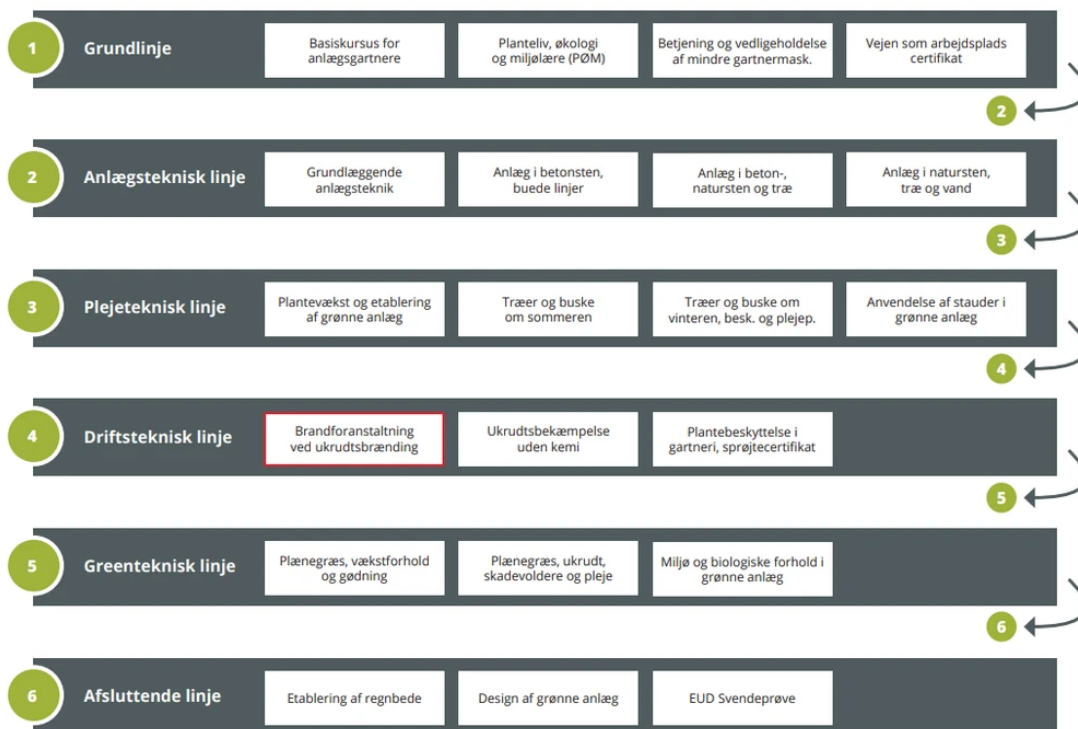 1
Grundlinje
Basiskursus for
anlægsgartnere
Planteliv, økologi
og miljølære (PØM)
Betjening og vedligeholdelse
af mindre gartnermask.
Vejen som arbejdsplads
certifikat
2
2
Anlægsteknisk linje
Grundlæggende
anlægsteknik
Anlæg i betonsten,
buede linjer
Anlæg i beton-,
natursten og træ
Anlæg i natursten,
træ og vand
3
3
Plejeteknisk linje
Plantevækst og etablering
af grønne anlæg
Træer og buske
om sommeren
Træer og buske om
vinteren, besk. og plejep.
Anvendelse af stauder i
grønne anlæg
4
4
Driftsteknisk linje
Brandforanstaltning
ved ukrudtsbrænding
Ukrudtsbekæmpelse
uden kemi
Plantebeskyttelse i
gartneri, sprøjtecertifikat
5
5
Greenteknisk linje
Plænegræs, vækstforhold
og gødning
Plænegræs, ukrudt,
skadevoldere og pleje
Miljø og biologiske forhold i
grønne anlæg
6
6
Afsluttende linje
Etablering af regnbede
Design af grønne anlæg
EUD Svendeprøve